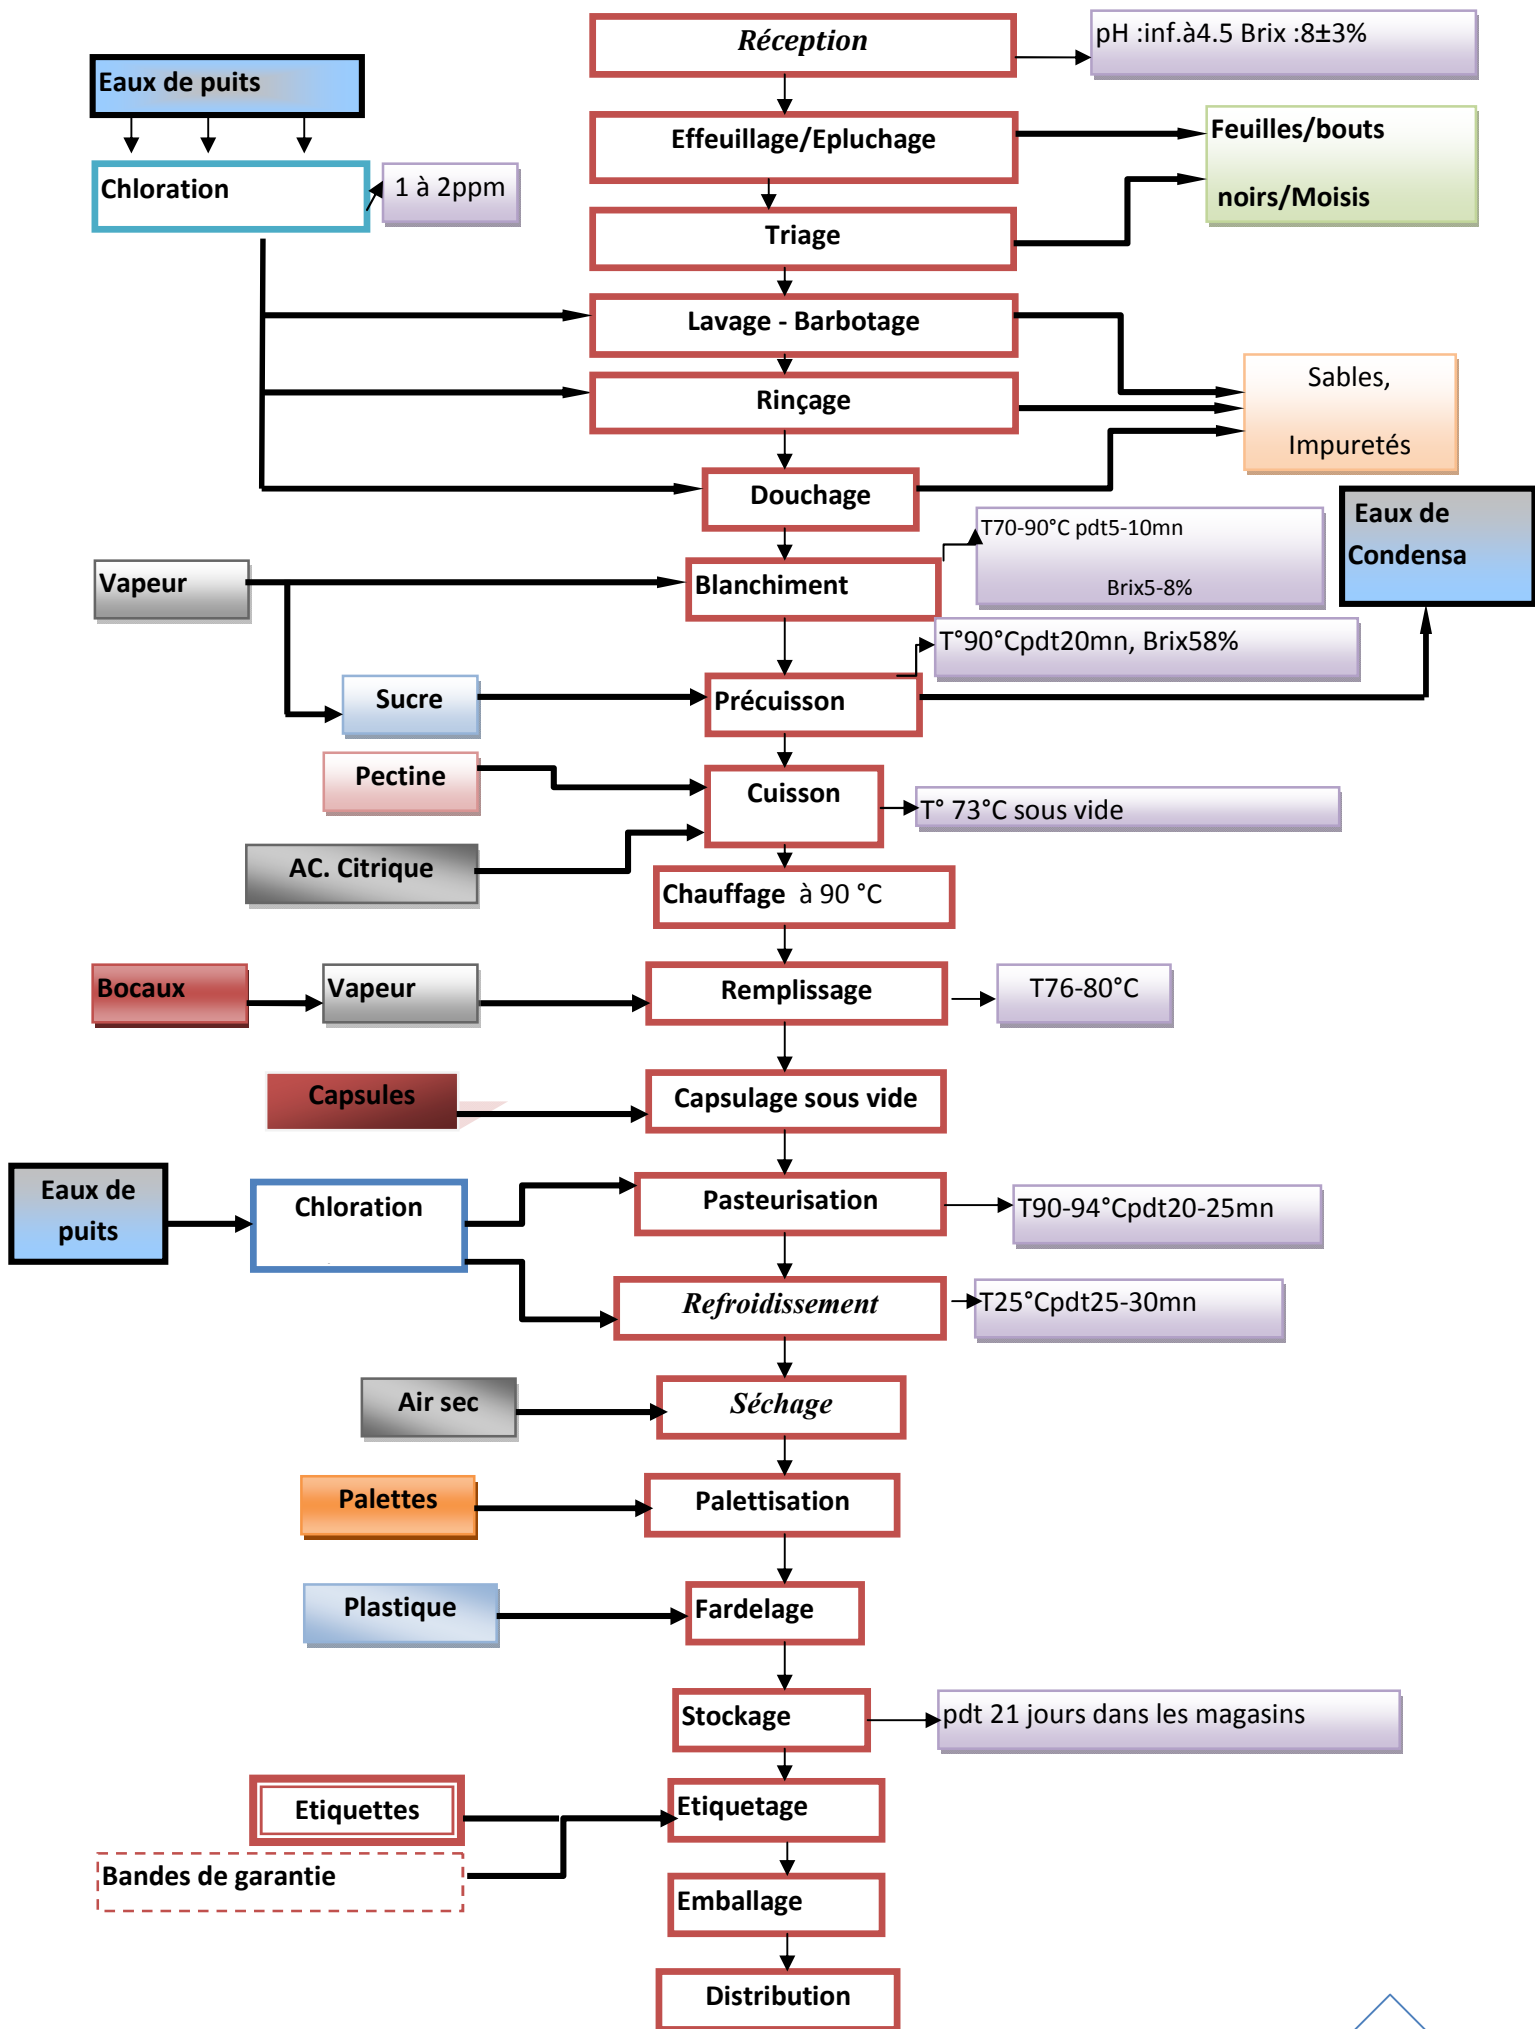 Réception
pH :inf.à4.5 Brix :8±3%
Eaux de puits
Effeuillage/Epluchage
Feuilles/bouts
noirs/Moisis
Chloration
1 à 2ppm
Triage
Lavage - Barbotage
Rinçage
Sables,
Impuretés
Douchage
T70-90°C pdt5-10mn
Brix5-8%
Eaux de
Condensa
Vapeur
Blanchiment
T°90°Cpdt20mn, Brix58%
Sucre
Précuisson
Pectine
Cuisson
T° 73°C sous vide
AC. Citrique
Chauffage à 90 °C
Bocaux
Vapeur
Remplissage
T76-80°C
Capsules
Capsulage sous vide
Eaux de
puits
Chloration
Pasteurisation
T90-94°Cpdt20-25mn
Refroidissement
T25°Cpdt25-30mn
Air sec
Séchage
Palettes
Palettisation
Plastique
Fardelage
Stockage
pdt 21 jours dans les magasins
Etiquettes
Etiquetage
Bandes de garantie
Emballage
Distribution